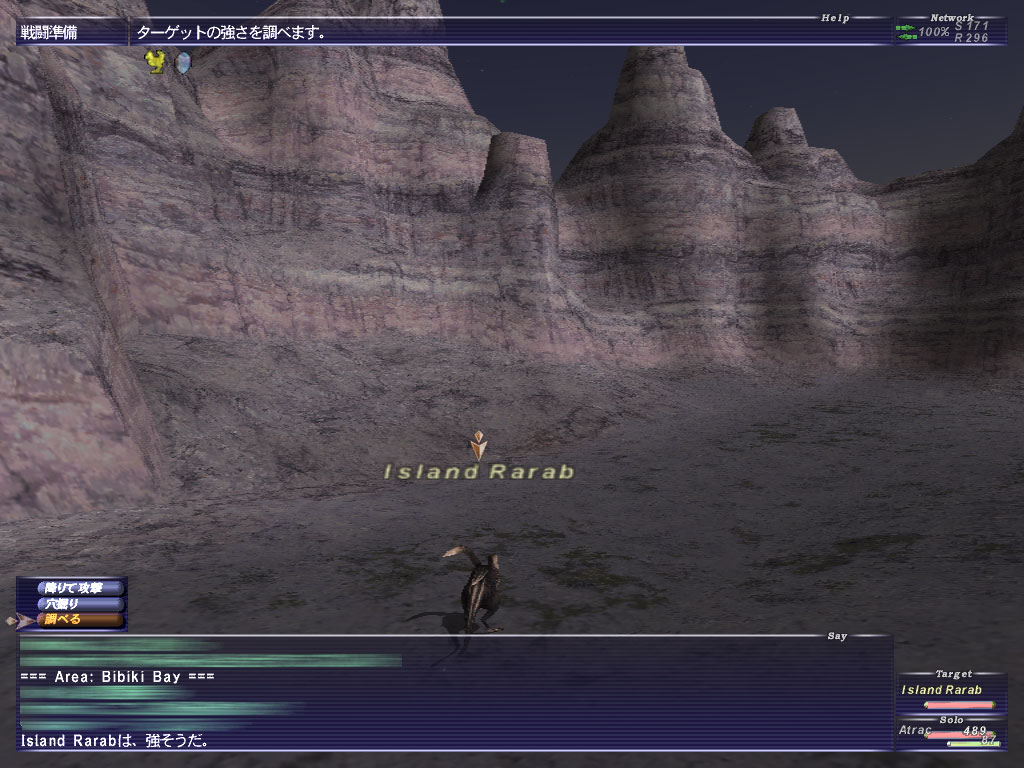 戦闘準備
ターゲットの強さを調べます。
Help
Network
100%
S 171
R 296
Island Rarab
降りて攻撃
穴掘り
調べる
Say
=== Area: Bibiki Bay ===
Island Rarabは、強そうだ。
Target
Island Rarab
Solo
Atrac
489
87